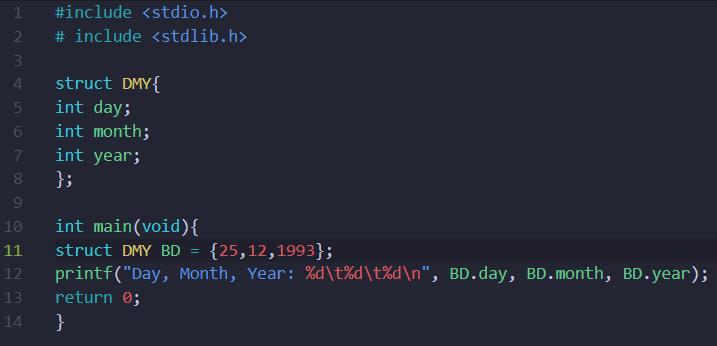 1 #include <stdio.h>
2 # include <stdlib.h>
3
4 struct DMY{
5 int day;
6 int month;
7 int year;
8 };
9
10 int main(void){
11 struct DMY BD = {25,12,1993};
12 printf("Day, Month, Year: %d\t%d\t%d\n", BD.day, BD.month, BD.year);
13 return 0;
14 }